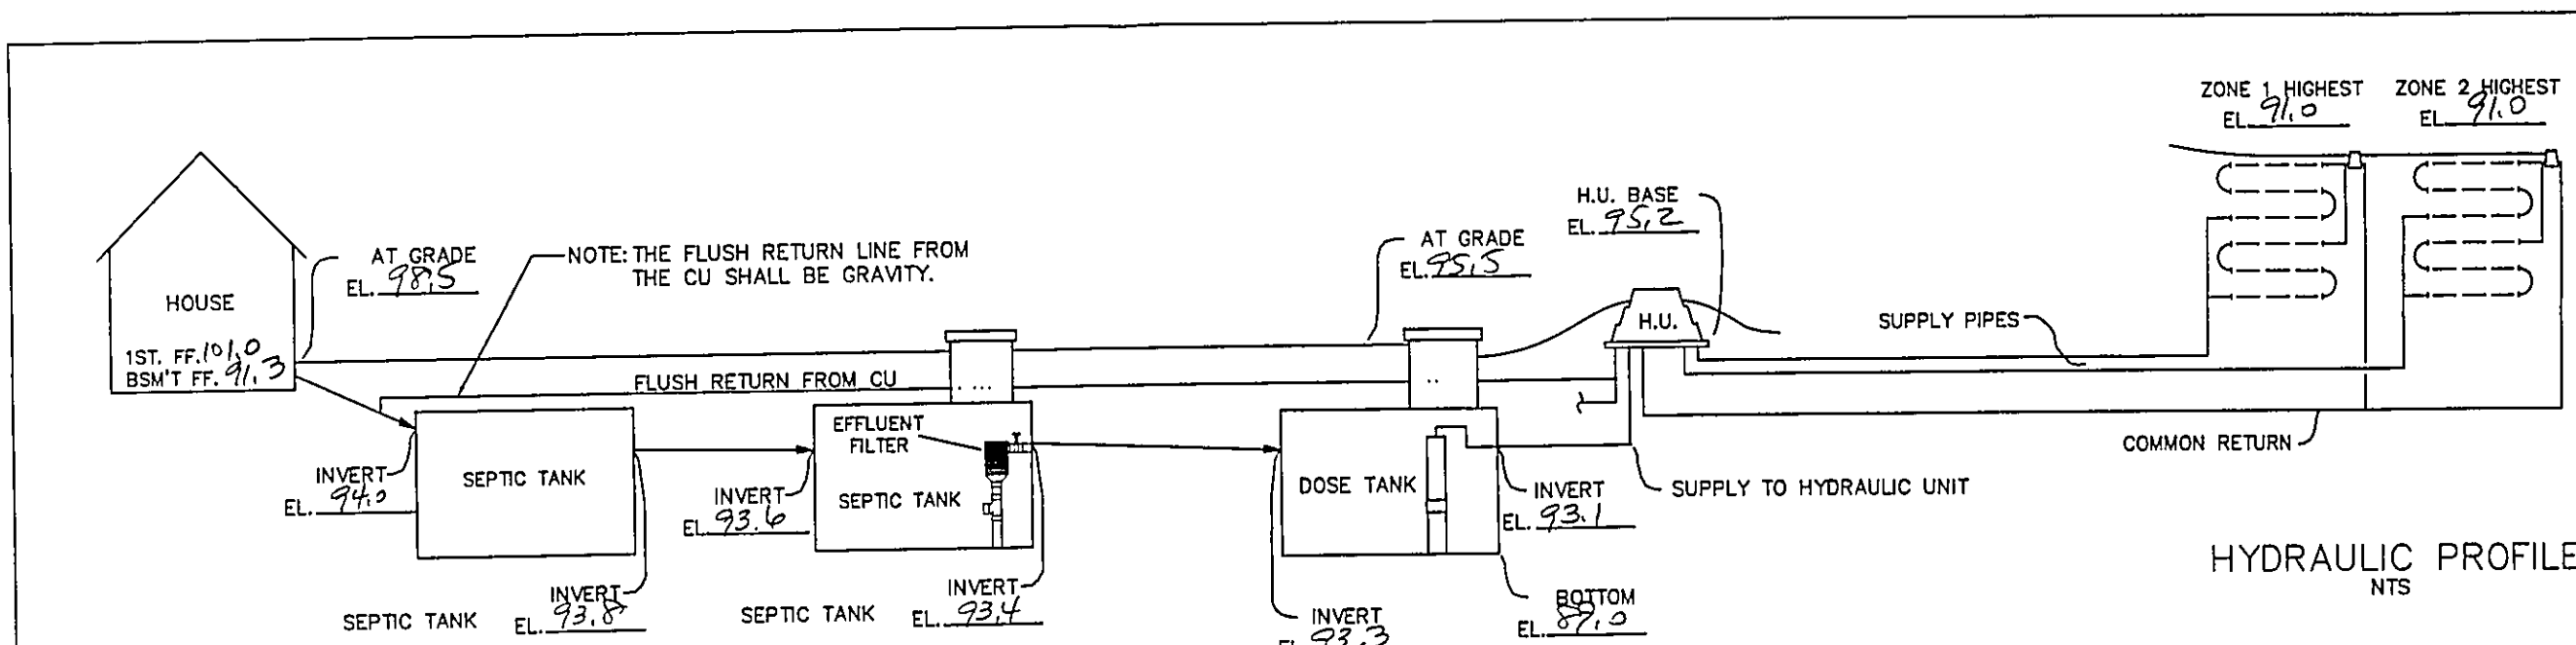 ZONE 1 HIGHEST
EL. 91.0
ZONE 2 HIGHEST
EL. 91.0
H.U. BASE
EL. 95.2
AT GRADE
EL. 98.5
NOTE: THE FLUSH RETURN LINE FROM
THE CU SHALL BE GRAVITY.
AT GRADE
EL. 95.5
HOUSE
1ST. FF. 101.0
BSM'T FF. 91.3
H.U.
SUPPLY PIPES
FLUSH RETURN FROM CU
EFFLUENT
FILTER
COMMON RETURN
INVERT
EL. 94.0
SEPTIC TANK
INVERT
EL. 93.6
SEPTIC TANK
DOSE TANK
INVERT
EL. 93.1
SUPPLY TO HYDRAULIC UNIT
HYDRAULIC PROFILE
NTS
SEPTIC TANK
INVERT
EL. 93.8
SEPTIC TANK
INVERT
EL. 93.4
INVERT
EL. 93.3
BOTTOM
EL. 87.0